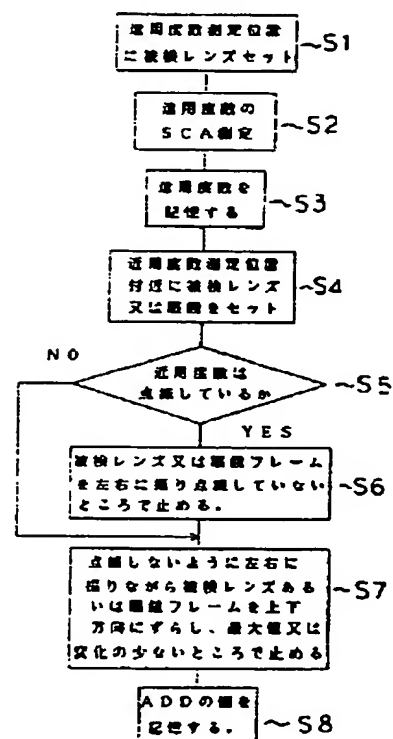 遠用度数測定位置
に被検レンズセット
~S1
遠用度数の
SCA測定
~S2
遠用度数を
記憶する
~S3
近用度数測定位置
付近に被検レンズ
又は眼鏡をセット
~S4
NO
近用度数は
点滅しているか
~S5
YES
被検レンズ又は眼鏡フレーム
を左右に振り点滅していない
ところで止める。
~S6
点滅しないように左右に
振りながら被検レンズある
いは眼鏡フレームを上下
方向にずらし、最大値又は
変化の少ないところで止める
~S7
ADDの値を
記憶する。
~S8